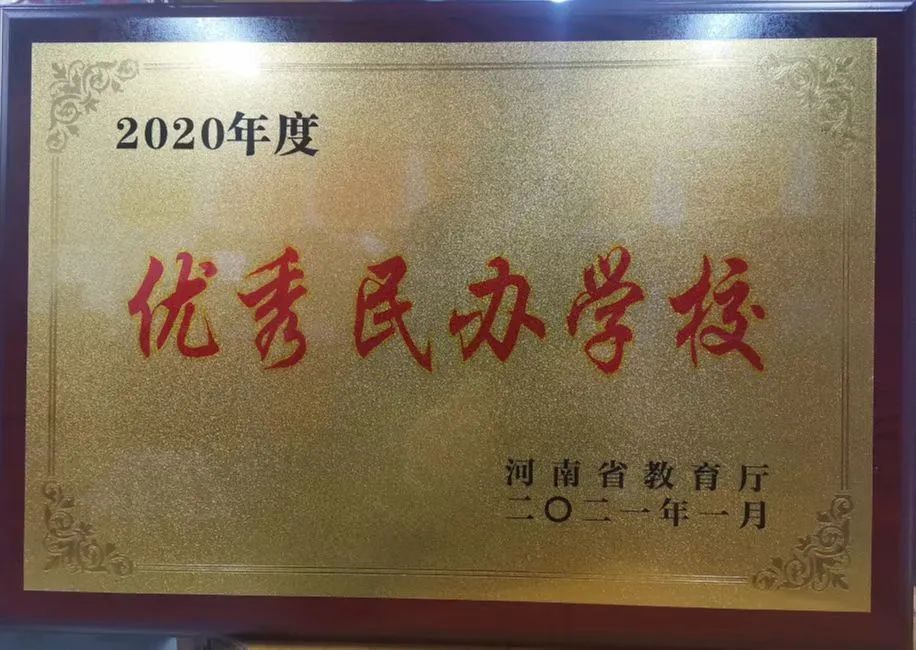 2020年度
优秀民办学校
河南省教育厅
二〇二一年一月